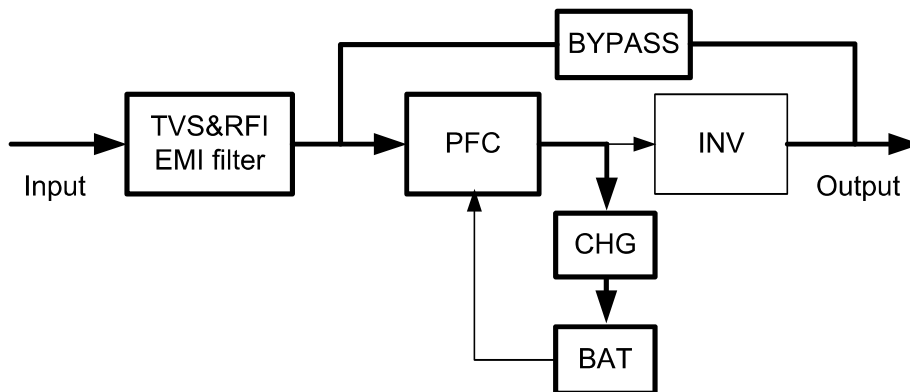 BYPASS
TVS&RFI
EMI filter
PFC
INV
Input
Output
CHG
BAT